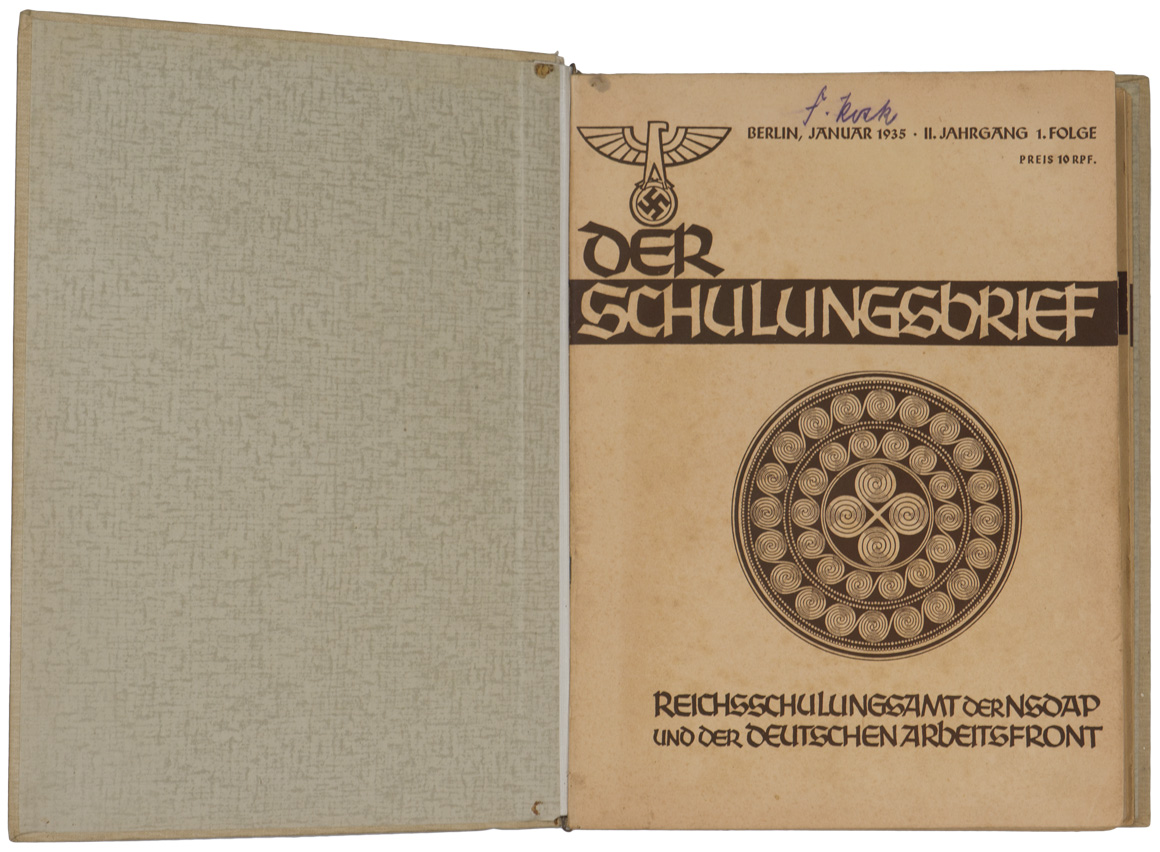 BERLIN, JANUAR 1935 · II. JAHRGANG 1. FOLGE
PREIS 10 RPF.
DER
SCHULUNGSBRIEF
REICHSSCHULUNGSAMT DER NSDAP
UND DER DEUTSCHEN ARBEITSFRONT